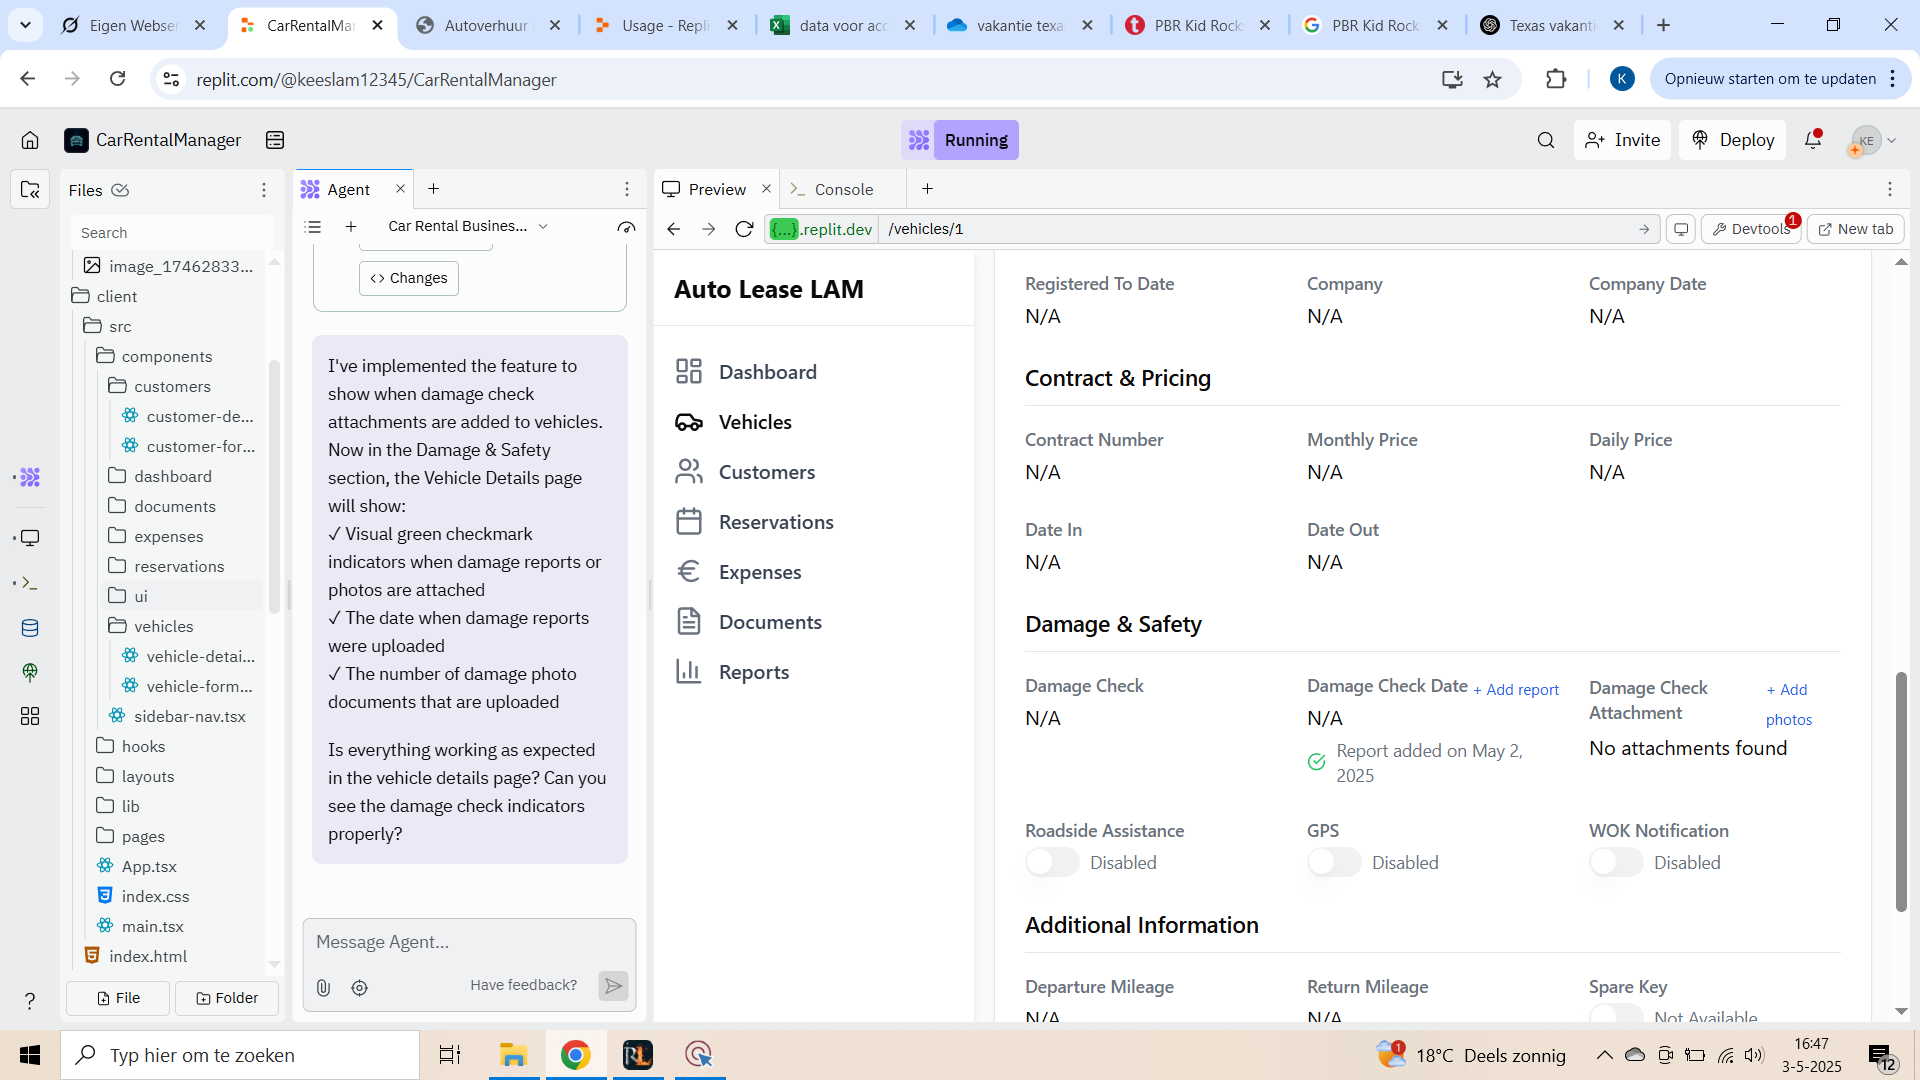 Eigen Webser
CarRentalMar
Autoverhuur
Usage - Repli
data voor acc
vakantie texa
PBR Kid Rock
PBR Kid Rock
Texas vakanti
replit.com/@keeslam12345/CarRentalManager
K
Opnieuw starten om te updaten
CarRentalManager
Running
Invite
Deploy
KE
Files
Agent
Preview
Console
Search
Car Rental Busines...
{...}.replit.dev
/vehicles/1
Devtools
1
New tab
image_17462833...
client
src
components
customers
customer-de...
customer-for...
dashboard
documents
expenses
reservations
ui
vehicles
vehicle-detai...
vehicle-form...
sidebar-nav.tsx
hooks
layouts
lib
pages
App.tsx
index.css
main.tsx
index.html
File
Folder
<> Changes
I've implemented the feature to
show when damage check
attachments are added to vehicles.
Now in the Damage & Safety
section, the Vehicle Details page
will show:
✓ Visual green checkmark
indicators when damage reports or
photos are attached
✓ The date when damage reports
were uploaded
✓ The number of damage photo
documents that are uploaded
Is everything working as expected
in the vehicle details page? Can you
see the damage check indicators
properly?
Message Agent...
Have feedback?
Auto Lease LAM
Dashboard
Vehicles
Customers
Reservations
Expenses
Documents
Reports
Registered To Date
Company
Company Date
N/A
N/A
N/A
Contract & Pricing
Contract Number
Monthly Price
Daily Price
N/A
N/A
N/A
Date In
Date Out
N/A
N/A
Damage & Safety
Damage Check
N/A
Damage Check Date
+ Add report
N/A
Report added on May 2,
2025
Damage Check
Attachment
+ Add
photos
No attachments found
Roadside Assistance
GPS
WOK Notification
Disabled
Disabled
Disabled
Additional Information
Departure Mileage
Return Mileage
Spare Key
N/A
N/A
Not Available
?
Typ hier om te zoeken
RL
1
18°C Deels zonnig
16:47
3-5-2025
12